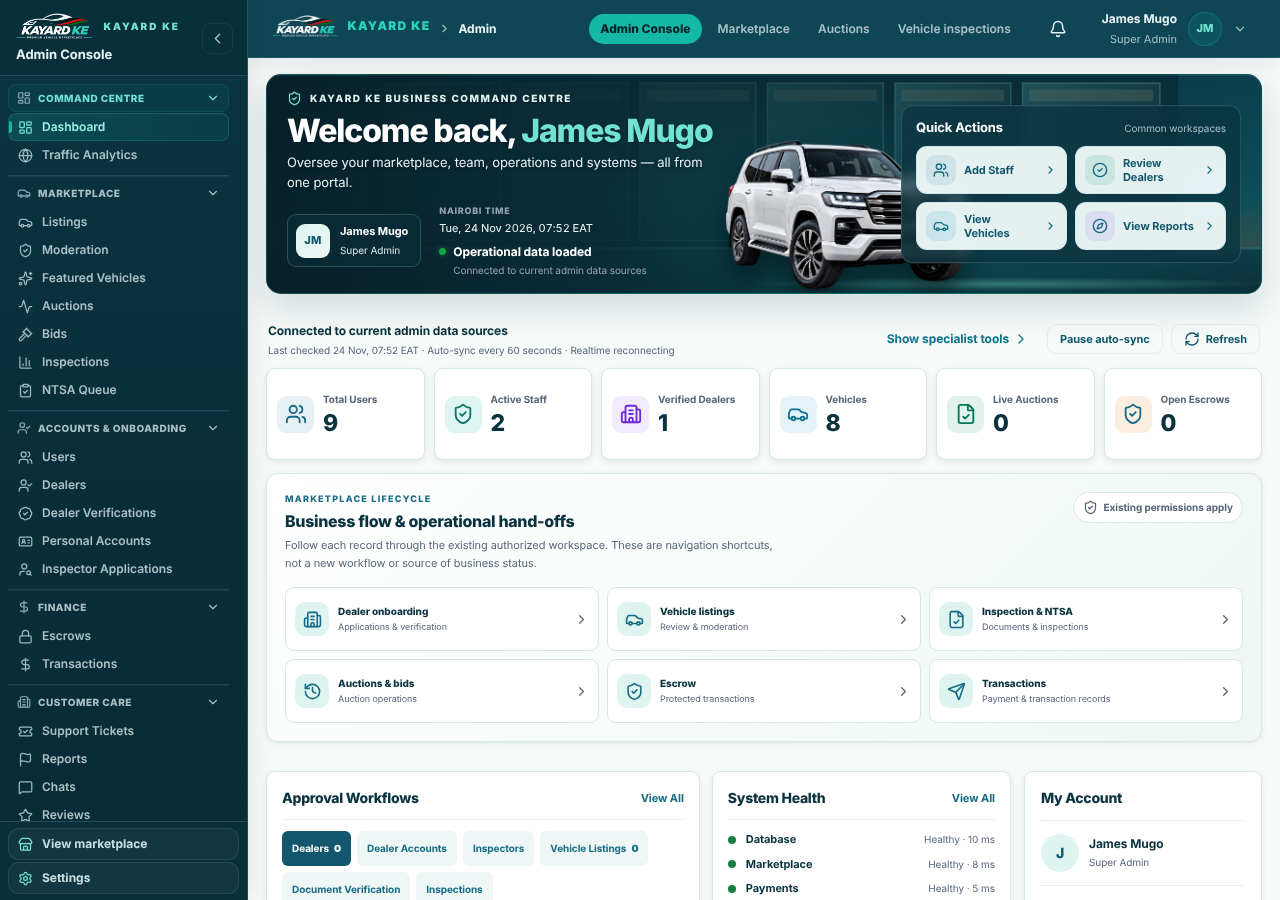 KAYARD KE
PREMIUM VEHICLE MARKETPLACE
KAYARD KE
Admin Console
COMMAND CENTRE
Dashboard
Traffic Analytics
MARKETPLACE
Listings
Moderation
Featured Vehicles
Auctions
Bids
Inspections
NTSA Queue
ACCOUNTS & ONBOARDING
Users
Dealers
Dealer Verifications
Personal Accounts
Inspector Applications
FINANCE
Escrows
Transactions
CUSTOMER CARE
Support Tickets
Reports
Chats
Reviews
View marketplace
Settings
KAYARD KE
PREMIUM VEHICLE MARKETPLACE
KAYARD KE
Admin
Admin Console
Marketplace
Auctions
Vehicle inspections
James Mugo
Super Admin
JM
KAYARD KE BUSINESS COMMAND CENTRE
Welcome back, James Mugo
Oversee your marketplace, team, operations and systems — all from
one portal.
JM
James Mugo
Super Admin
NAIROBI TIME
Tue, 24 Nov 2026, 07:52 EAT
Operational data loaded
Connected to current admin data sources
Quick Actions
Common workspaces
Add Staff
Review
Dealers
View
Vehicles
View Reports
Connected to current admin data sources
Last checked 24 Nov, 07:52 EAT · Auto-sync every 60 seconds · Realtime reconnecting
Show specialist tools
Pause auto-sync
Refresh
Total Users
9
Active Staff
2
Verified Dealers
1
Vehicles
8
Live Auctions
0
Open Escrows
0
MARKETPLACE LIFECYCLE
Business flow & operational hand-offs
Follow each record through the existing authorized workspace. These are navigation shortcuts,
not a new workflow or source of business status.
Existing permissions apply
Dealer onboarding
Applications & verification
Vehicle listings
Review & moderation
Inspection & NTSA
Documents & inspections
Auctions & bids
Auction operations
Escrow
Protected transactions
Transactions
Payment & transaction records
Approval Workflows
View All
Dealers 0
Dealer Accounts
Inspectors
Vehicle Listings 0
Document Verification
Inspections
System Health
View All
Database
Healthy · 10 ms
Marketplace
Healthy · 8 ms
Payments
Healthy · 5 ms
My Account
J
James Mugo
Super Admin